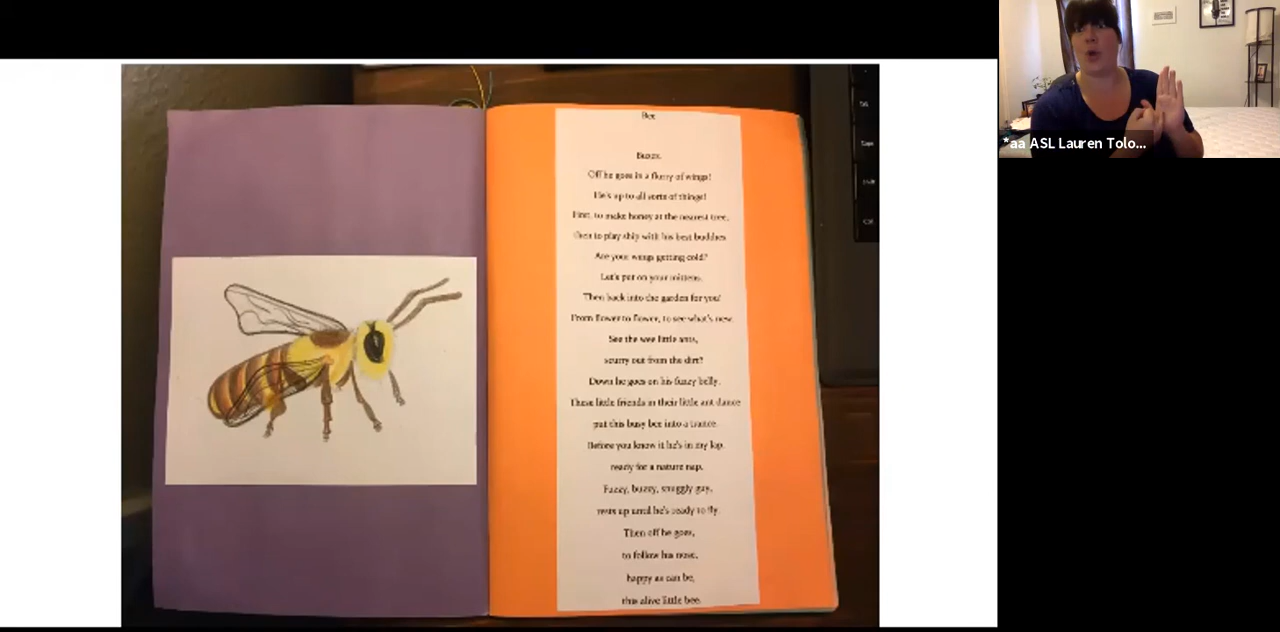 Bee
Buzzz.
Off he goes in a flurry of wings!
He's up to all sorts of things!
First, to make honey at the nearest tree,
Then to play ship with his best buddies.
Are your wings getting cold?
Let's put on your mittens.
Then back into the garden for you!
From flower to flower, to see what's new.
See the wee little ants,
scurry out from the dirt?
Down he goes on his fuzzy belly.
These little friends in their little ant dance
put this busy bee into a trance.
Before you know it he's in my lap,
ready for a nature nap.
Fuzzy, buzzy, snuggly guy,
rests up until he's ready to fly.
Then off he goes,
to follow his nose,
happy as can be,
this alive little bee.
*aa ASL Lauren Tolo...